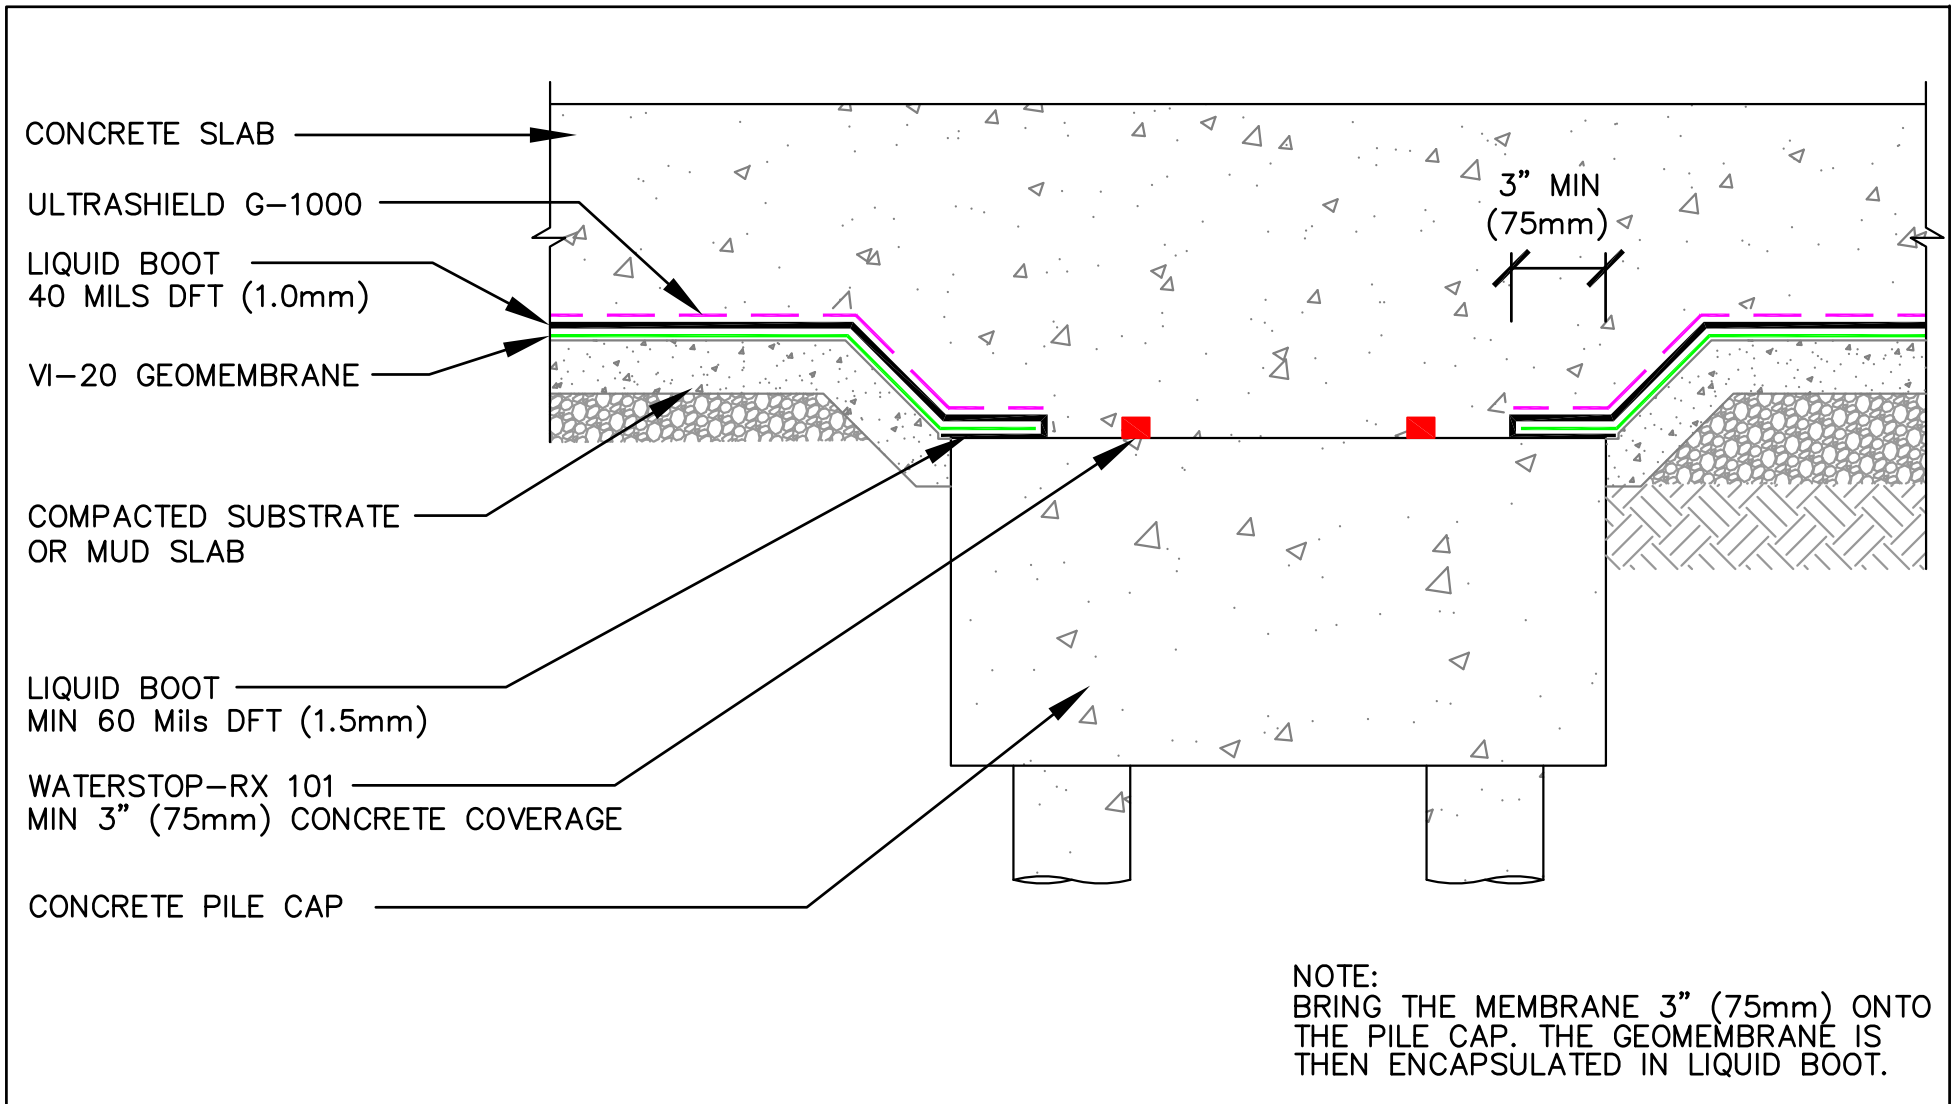 CONCRETE SLAB
ULTRASHIELD G-1000
LIQUID BOOT
40 MILS DFT (1.0mm)
VI-20 GEOMEMBRANE
COMPACTED SUBSTRATE
OR MUD SLAB
LIQUID BOOT
MIN 60 Mils DFT (1.5mm)
WATERSTOP-RX 101
MIN 3" (75mm) CONCRETE COVERAGE
CONCRETE PILE CAP
3" MIN
(75mm)
NOTE:
BRING THE MEMBRANE 3" (75mm) ONTO
THE PILE CAP. THE GEOMEMBRANE IS
THEN ENCAPSULATED IN LIQUID BOOT.